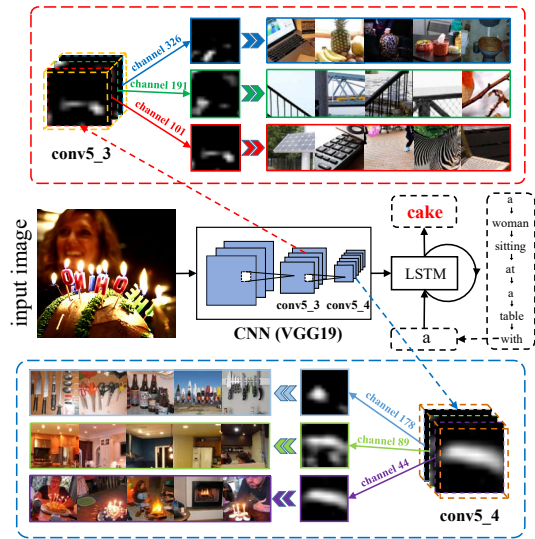 channel 326
channel 191
channel 101
conv5_3
input image
conv5_3
conv5_4
CNN (VGG19)
cake
LSTM
a
a
woman
sitting
at
a
table
with
channel 178
channel 89
channel 44
conv5_4